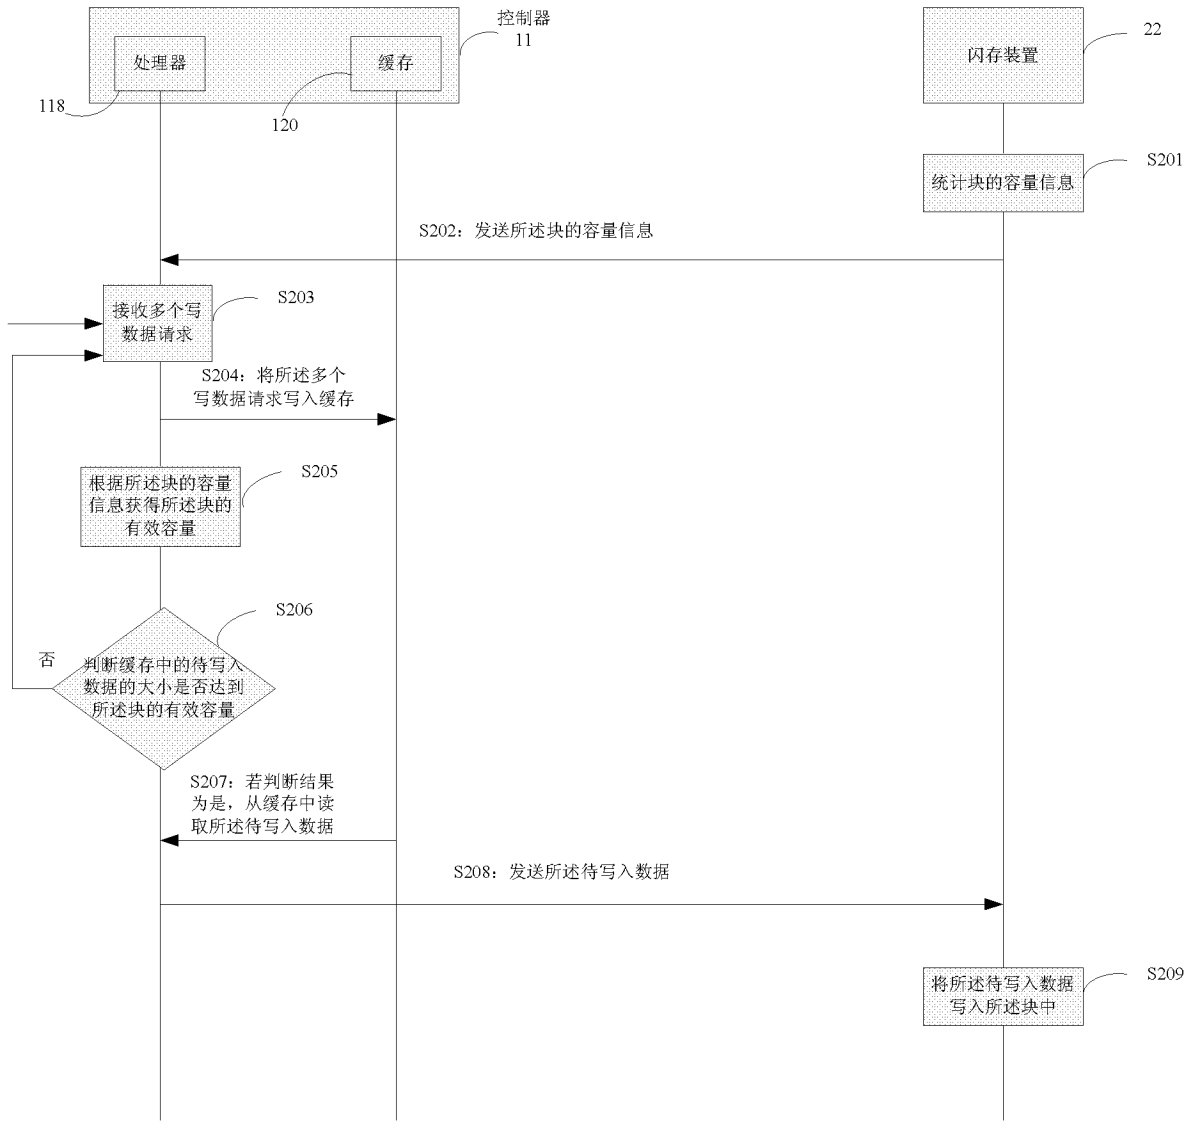 控制器
11
22
处理器
缓存
闪存装置
118
120
S201
统计块的容量信息
S202：发送所述块的容量信息
S203
接收多个写
数据请求
S204：将所述多个
写数据请求写入缓存
S205
根据所述块的容量
信息获得所述块的
有效容量
S206
否
判断缓存中的待写入
数据的大小是否达到
所述块的有效容量
S207：若判断结果
为是，从缓存中读
取所述待写入数据
S208：发送所述待写入数据
S209
将所述待写入数据
写入所述块中